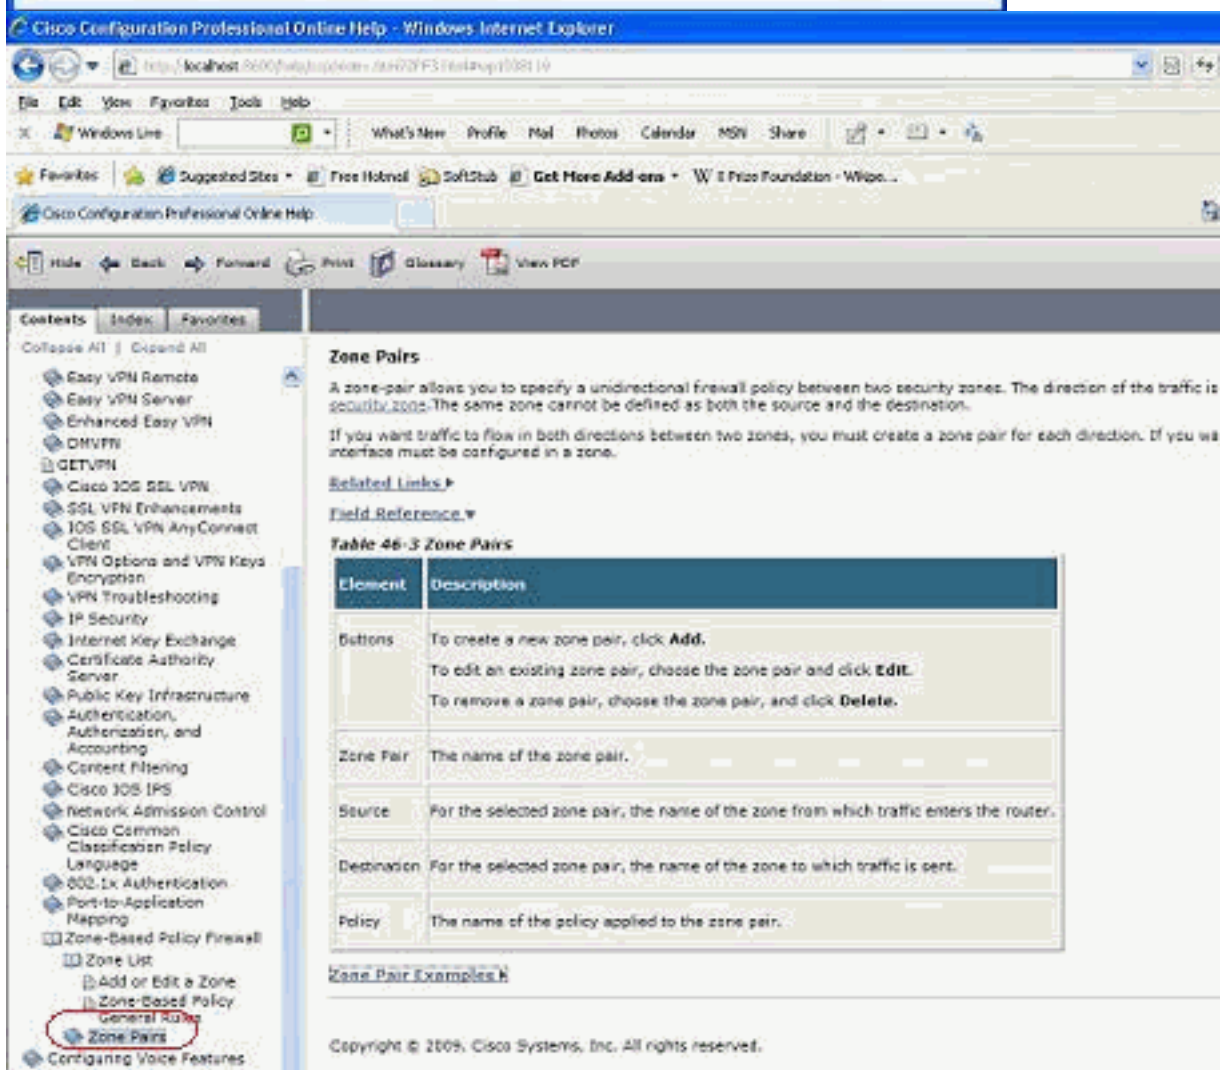 Cisco Configuration Professional Online Help - Windows Internet Explorer
File Edit View Favorites Tools Help
Windows Live
What's New Profile Mail Photos Calendar MSN Share
Favorites Suggested Sites Free Hotmail SoftStub Get More Add-ons
Cisco Configuration Professional Online Help
Hide Back Forward Print Glossary View PDF
Contents Index Favorites
Collapse All | Expand All
Easy VPN Remote
Easy VPN Server
Enhanced Easy VPN
DMVPN
GETVPN
Cisco IOS SSL VPN
SSL VPN Enhancements
IOS SSL VPN AnyConnect
Client
VPN Options and VPN Keys
Encryption
VPN Troubleshooting
IP Security
Internet Key Exchange
Certificate Authority
Server
Public Key Infrastructure
Authentication,
Authorization, and
Accounting
Content Filtering
Cisco IOS IPS
Network Admission Control
Cisco Common
Classification Policy
Language
802.1x Authentication
Port-to-Application
Mapping
Zone-Based Policy Firewall
Zone List
Add or Edit a Zone
Zone-Based Policy
General Rules
Zone Pairs
Configuring Voice Features
Zone Pairs
A zone-pair allows you to specify a unidirectional firewall policy between two security zones. The direction of the traffic is
security zone.The same zone cannot be defined as both the source and the destination.
If you want traffic to flow in both directions between two zones, you must create a zone pair for each direction. If you wa
interface must be configured in a zone.
Related Links
Field Reference
Table 46-3 Zone Pairs
Element Description
Buttons To create a new zone pair, click Add.
To edit an existing zone pair, choose the zone pair and click Edit.
To remove a zone pair, choose the zone pair, and click Delete.
Zone Pair The name of the zone pair.
Source For the selected zone pair, the name of the zone from which traffic enters the router.
Destination For the selected zone pair, the name of the zone to which traffic is sent.
Policy The name of the policy applied to the zone pair.
Zone Pair Examples
Copyright © 2009, Cisco Systems, Inc. All rights reserved.